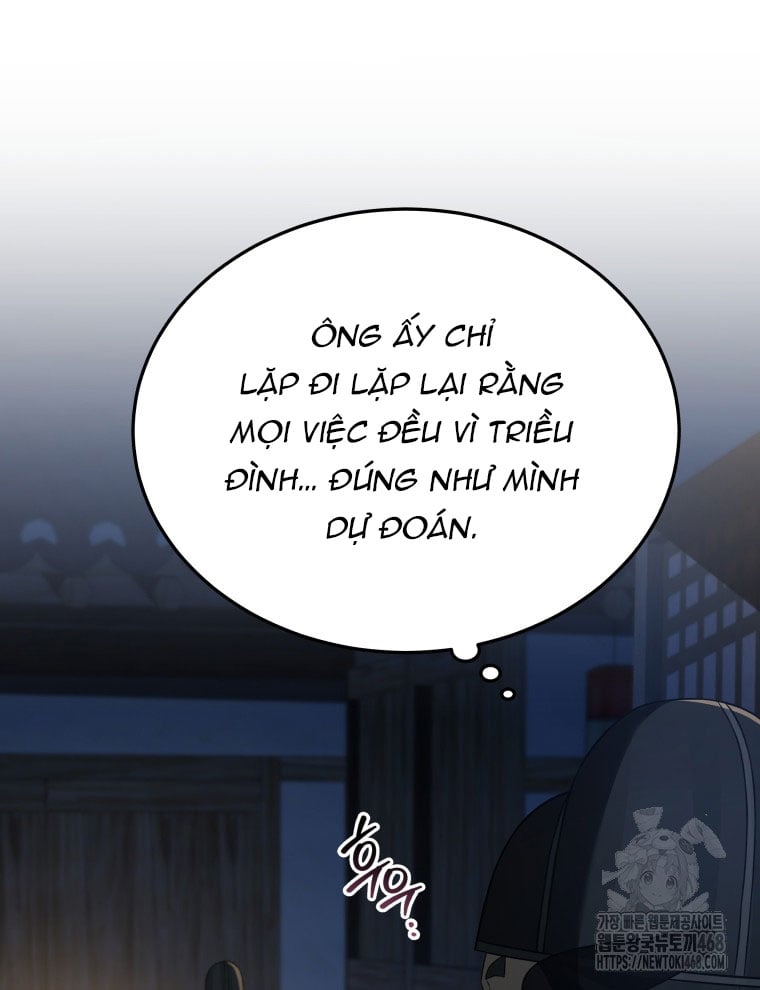 ÔNG ẤY CHỈ
LẶP ĐI LẶP LẠI RẰNG
MỌI VIỆC ĐỀU VÌ TRIỀU
ĐÌNH... ĐÚNG NHƯ MÌNH
DỰ ĐOÁN.
가장 빠른 웹툰제공사이트
웹툰왕국뉴토끼468
HTTPS://NEWTOKI468.COM